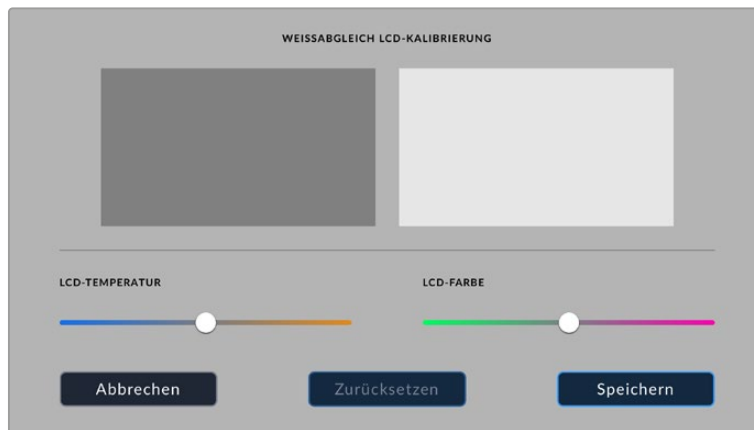 WEISSABGLEICH LCD-KALIBRIERUNG
LCD-TEMPERATUR
LCD-FARBE
Abbrechen
Zurücksetzen
Speichern